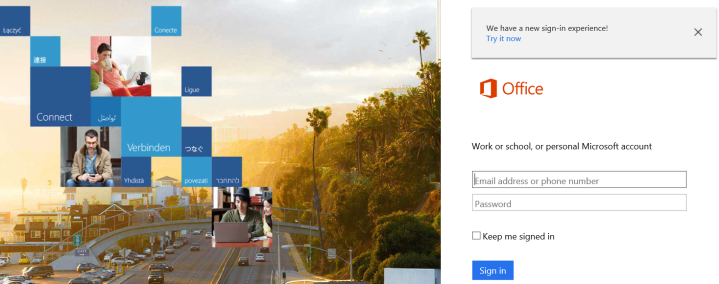 Łączyć
Conecte
連接
Ligue
Connect
تواصل
Verbinden
つなぐ
Yhdistä
povezati
להתחבר
We have a new sign-in experience!
Try it now
Office
Work or school, or personal Microsoft account
Email address or phone number
Password
Keep me signed in
Sign in